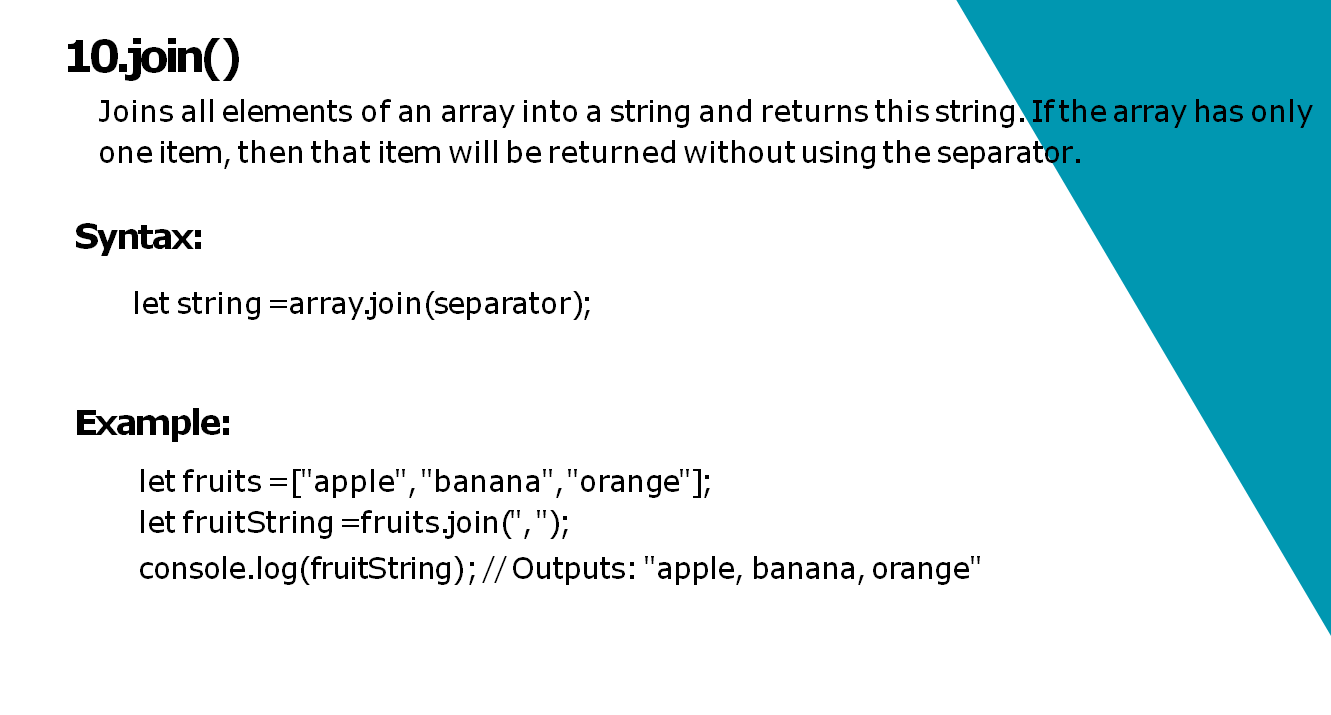 10.join()
Joins all elements of an array into a string and returns this string. If the array has only
one item, then that item will be returned without using the separator.
Syntax:
let string =array.join(separator);
Example:
let fruits =["apple","banana","orange"];
let fruitString =fruits.join(", ");
console.log(fruitString); // Outputs: "apple, banana, orange"